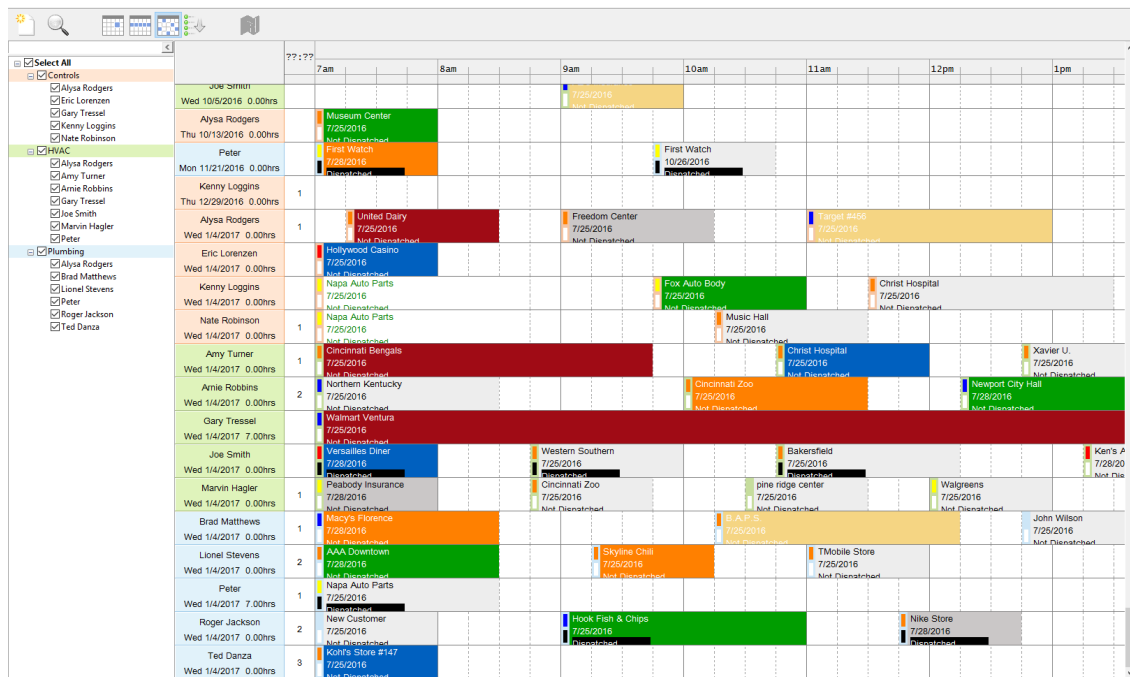 Select All
Controls
Alysa Rodgers
Eric Lorenzen
Gary Tressel
Kenny Loggins
Nate Robinson
HVAC
Alysa Rodgers
Amy Turner
Arnie Robbins
Gary Tressel
Joe Smith
Marvin Hagler
Peter
Plumbing
Alysa Rodgers
Brad Matthews
Lionel Stevens
Peter
Roger Jackson
Ted Danza
??:??
7am 8am 9am 10am 11am 12pm 1pm
Joe Smith
Wed 10/5/2016 0.00hrs
7/25/2016
Not Dispatched
Alysa Rodgers
Thu 10/13/2016 0.00hrs
Museum Center
7/25/2016
Not Dispatched
Peter
Mon 11/21/2016 0.00hrs
First Watch
7/28/2016
Dispatched
First Watch
10/26/2016
Dispatched
Kenny Loggins
Thu 12/29/2016 0.00hrs
1
Alysa Rodgers
Wed 1/4/2017 0.00hrs
1
United Dairy
7/25/2016
Not Dispatched
Freedom Center
7/25/2016
Not Dispatched
Target #456
7/25/2016
Not Dispatched
Eric Lorenzen
Wed 1/4/2017 0.00hrs
Hollywood Casino
7/25/2016
Not Dispatched
Kenny Loggins
Wed 1/4/2017 0.00hrs
Napa Auto Parts
7/25/2016
Not Dispatched
Fox Auto Body
7/25/2016
Not Dispatched
Christ Hospital
7/25/2016
Not Dispatched
Nate Robinson
Wed 1/4/2017 0.00hrs
1
Napa Auto Parts
7/25/2016
Not Dispatched
Music Hall
7/25/2016
Not Dispatched
Amy Turner
Wed 1/4/2017 0.00hrs
1
Cincinnati Bengals
7/25/2016
Not Dispatched
Christ Hospital
7/25/2016
Not Dispatched
Xavier U.
7/25/2016
Not Dispatched
Arnie Robbins
Wed 1/4/2017 0.00hrs
2
Northern Kentucky
7/25/2016
Not Dispatched
Cincinnati Zoo
7/25/2016
Not Dispatched
Newport City Hall
7/28/2016
Not Dispatched
Gary Tressel
Wed 1/4/2017 7.00hrs
Walmart Ventura
7/25/2016
Not Dispatched
Joe Smith
Wed 1/4/2017 0.00hrs
Versailles Diner
7/28/2016
Dispatched
Western Southern
7/25/2016
Dispatched
Bakersfield
7/25/2016
Dispatched
Ken's A
7/28/20
Not Dis
Marvin Hagler
Wed 1/4/2017 0.00hrs
1
Peabody Insurance
7/28/2016
Not Dispatched
Cincinnati Zoo
7/25/2016
Not Dispatched
pine ridge center
7/25/2016
Not Dispatched
Walgreens
7/25/2016
Not Dispatched
Brad Matthews
Wed 1/4/2017 0.00hrs
1
Macy's Florence
7/28/2016
Not Dispatched
B.A.P.S.
7/25/2016
Not Dispatched
John Wilson
7/25/2016
Not Dispatched
Lionel Stevens
Wed 1/4/2017 0.00hrs
2
AAA Downtown
7/28/2016
Not Dispatched
Skyline Chili
7/25/2016
Not Dispatched
TMobile Store
7/25/2016
Not Dispatched
Peter
Wed 1/4/2017 7.00hrs
1
Napa Auto Parts
7/25/2016
Dispatched
Roger Jackson
Wed 1/4/2017 0.00hrs
2
New Customer
7/25/2016
Not Dispatched
Hook Fish & Chips
7/25/2016
Dispatched
Nike Store
7/28/2016
Dispatched
Ted Danza
Wed 1/4/2017 0.00hrs
3
Kohl's Store #147
7/25/2016